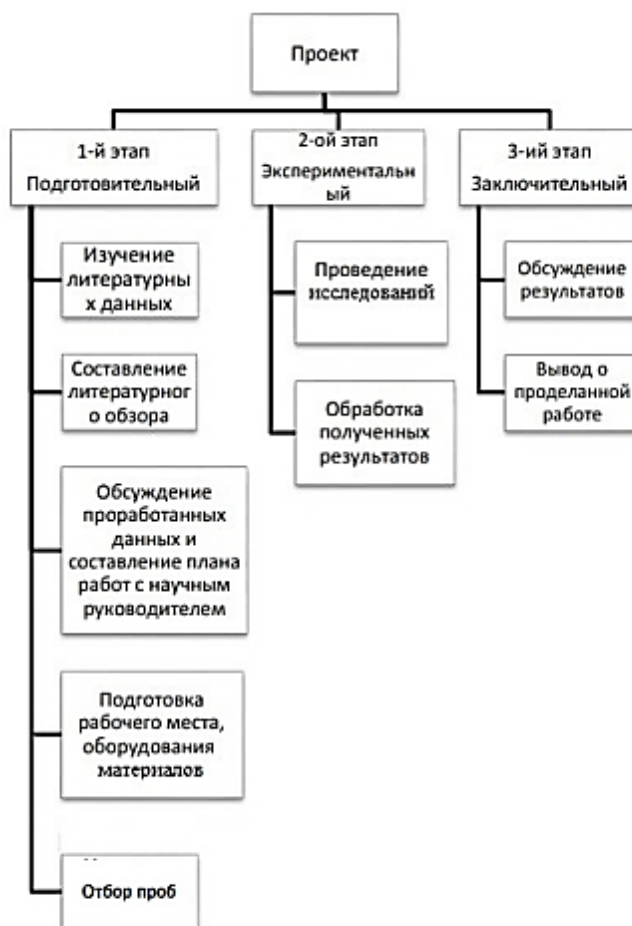 Проект
1-й этап
Подготовительный
Изучение
литературны
х данных
Составление
литературног
о обзора
Обсуждение
проработанных
данных и
составление плана
работ с научным
руководителем
Подготовка
рабочего места,
оборудования
материалов
Отбор проб
2-ой этап
Экспериментальн
ый
Проведение
исследований
Обработка
полученных
результатов
3-ий этап
Заключительный
Обсуждение
результатов
Вывод о
проделанной
работе